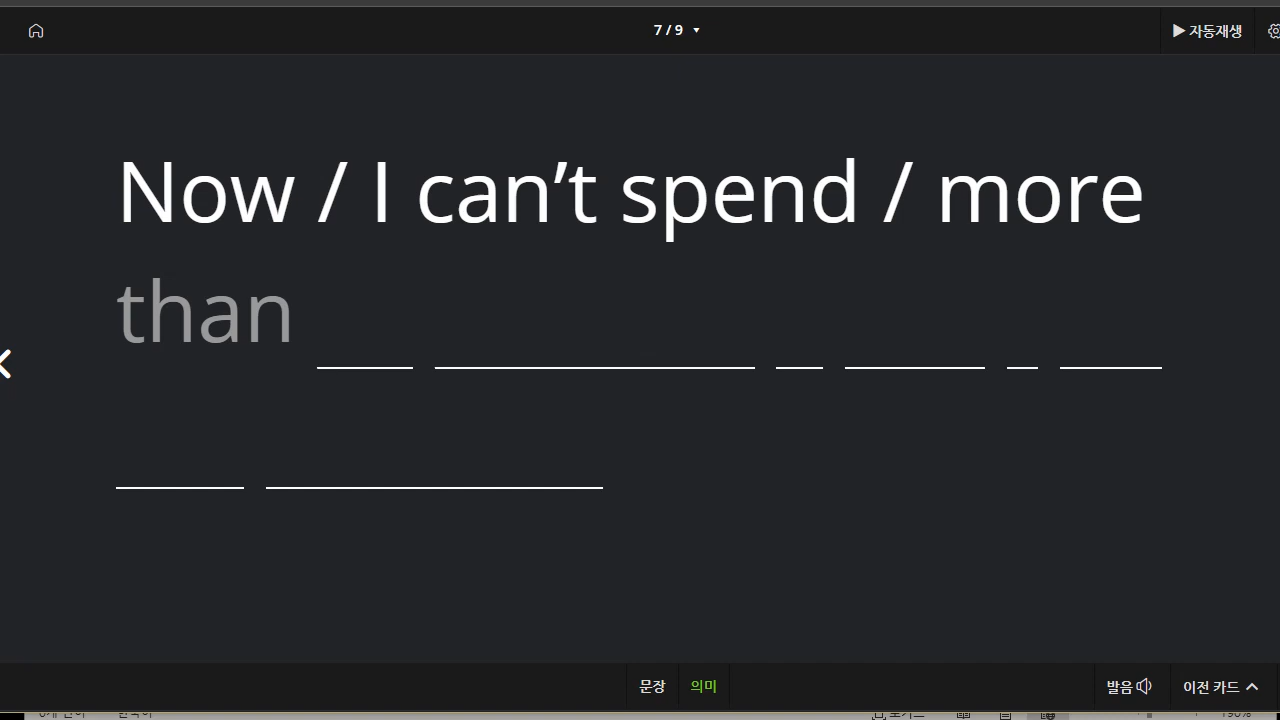 7 / 9
자동재생
Now / I can’t spend / more
than
문장
의미
발음
이전 카드